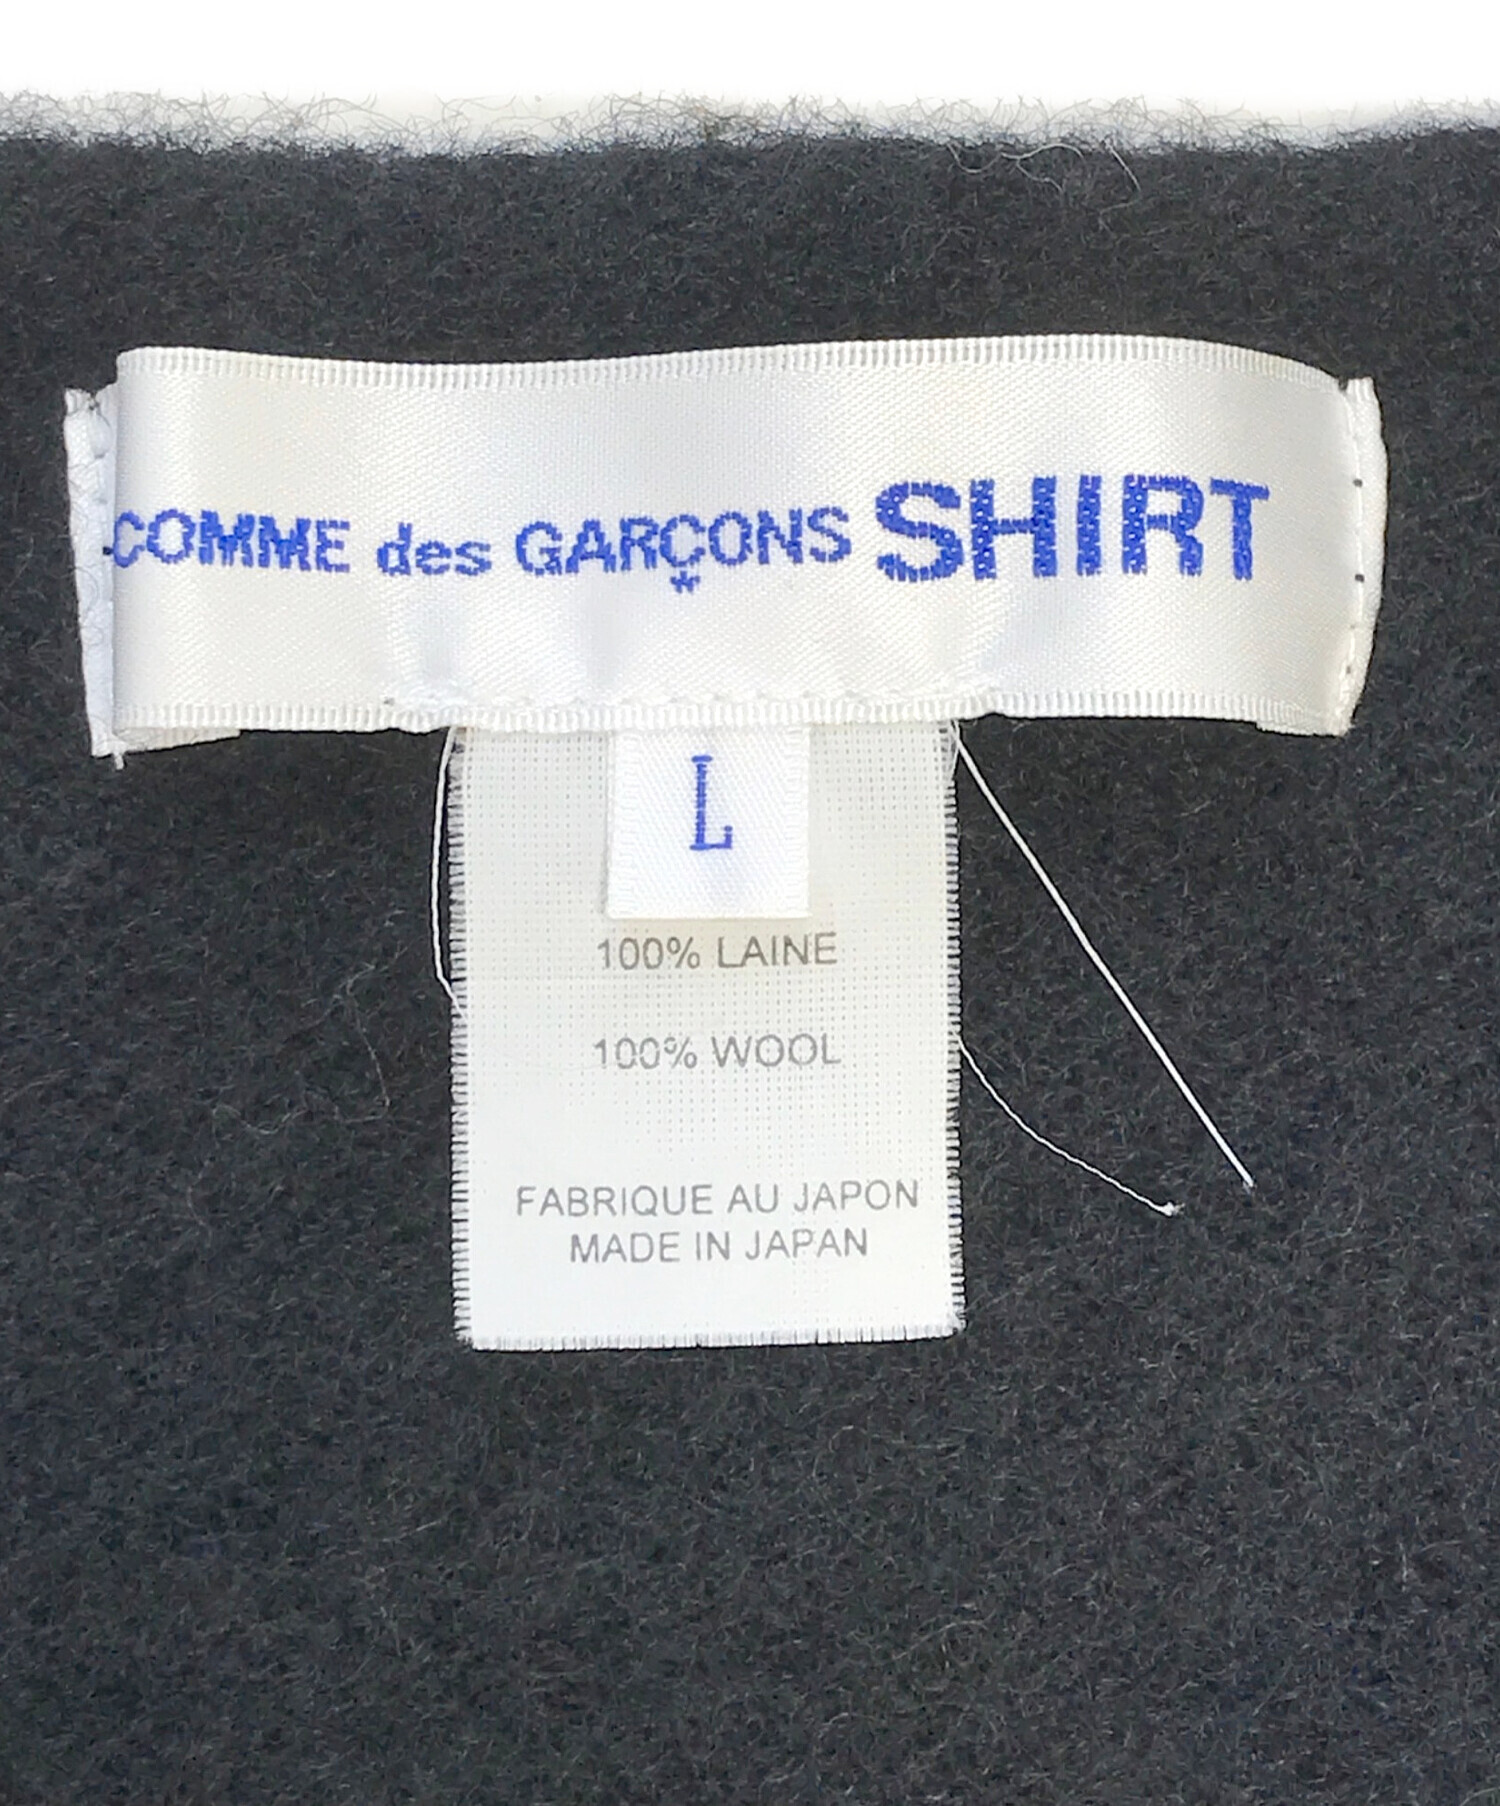 COMME des GARÇONS SHIRT
L
100% LAINE
100% WOOL
FABRIQUE AU JAPON
MADE IN JAPAN